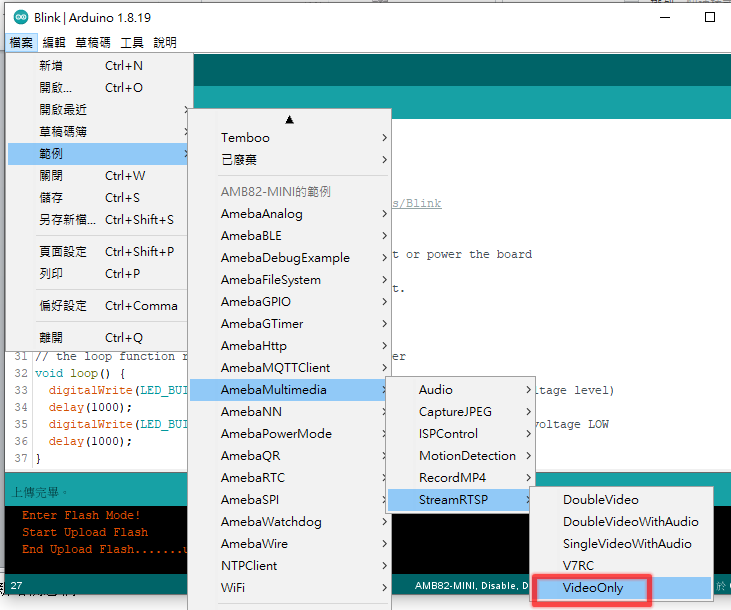 Blink | Arduino 1.8.19
檔案 編輯 草稿碼 工具 說明
新增 Ctrl+N
開啟... Ctrl+O
開啟最近
草稿碼簿
範例
關閉 Ctrl+W
儲存 Ctrl+S
另存新檔... Ctrl+Shift+S
頁面設定 Ctrl+Shift+P
列印 Ctrl+P
偏好設定 Ctrl+Comma
離開 Ctrl+Q
Temboo
已廢棄
AMB82-MINI的範例
AmebaAnalog
AmebaBLE
AmebaDebugExample
AmebaFileSystem
AmebaGPIO
AmebaGTimer
AmebaHttp
AmebaMQTTClient
AmebaMultimedia
AmebaNN
AmebaPowerMode
AmebaQR
AmebaRTC
AmebaSPI
AmebaWatchdog
AmebaWire
NTPClient
WiFi
Audio
CaptureJPEG
ISPControl
MotionDetection
RecordMP4
StreamRTSP
DoubleVideo
DoubleVideoWithAudio
SingleVideoWithAudio
V7RC
VideoOnly
s/Blink
t or power the board
t.
31 // the loop function r er
32 void loop() {
33 digitalWrite(LED_BUI ltage level)
34 delay(1000);
35 digitalWrite(LED_BUI voltage LOW
36 delay(1000);
37 }
上傳完畢。
Enter Flash Mode!
Start Upload Flash
End Upload Flash.......u
27 AMB82-MINI, Disable, D 於